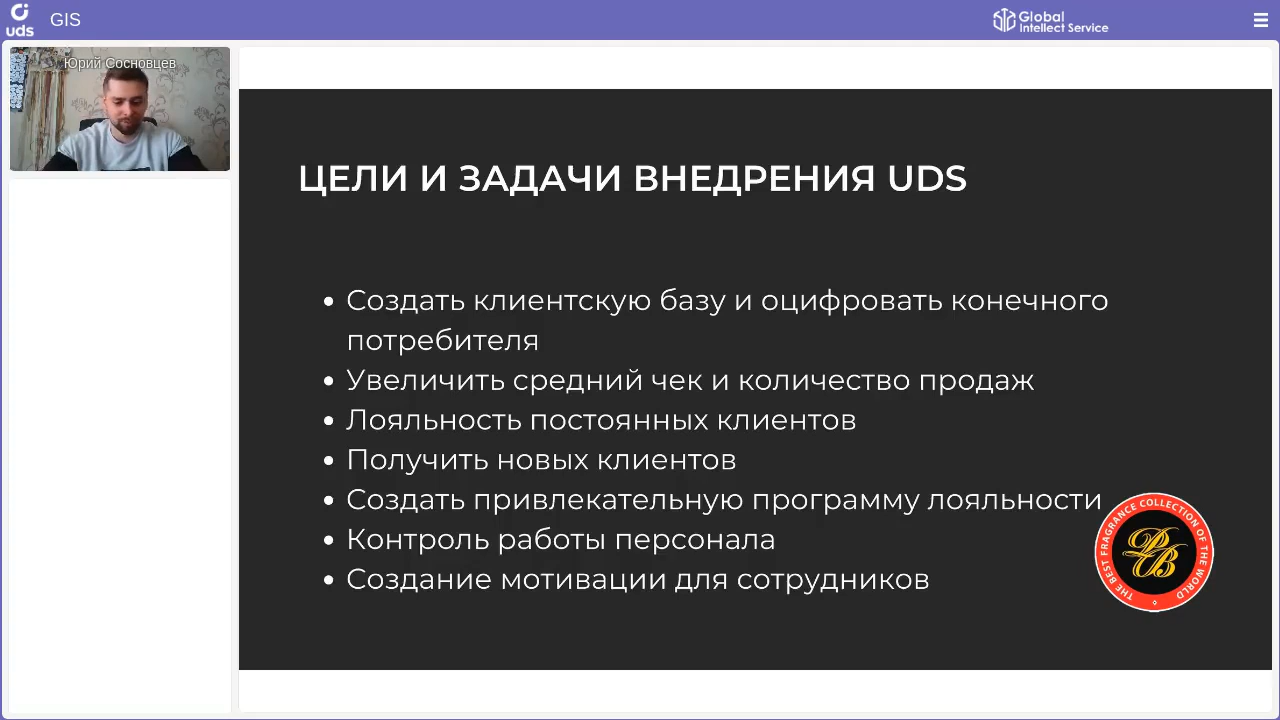 uds
GIS
Global
Intellect Service
Юрий Сосновцев
ЦЕЛИ И ЗАДАЧИ ВНЕДРЕНИЯ UDS
• Создать клиентскую базу и оцифровать конечного
потребителя
• Увеличить средний чек и количество продаж
• Лояльность постоянных клиентов
• Получить новых клиентов
• Создать привлекательную программу лояльности
• Контроль работы персонала
• Создание мотивации для сотрудников
THE BEST FRAGRANCE COLLECTION OF THE WORLD